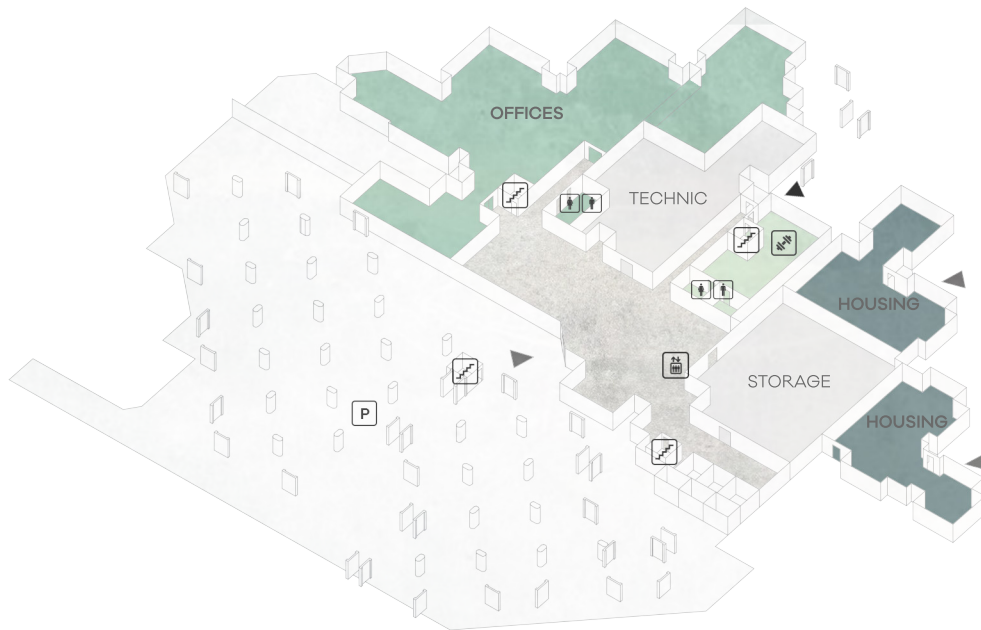 OFFICES
TECHNIC
HOUSING
STORAGE
P
HOUSING